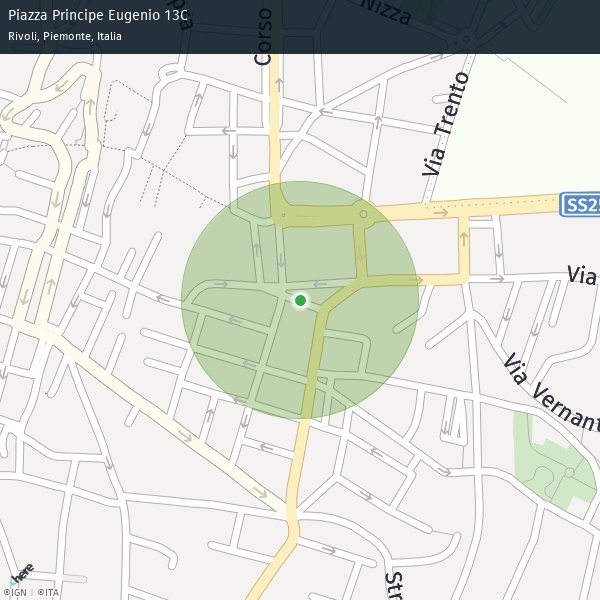 Piazza Principe Eugenio 13C
Rivoli, Piemonte, Italia
Nizza
Corso
Via Trento
SS25
Via
Via Vernant
Str
here
©IGN | ©ITA